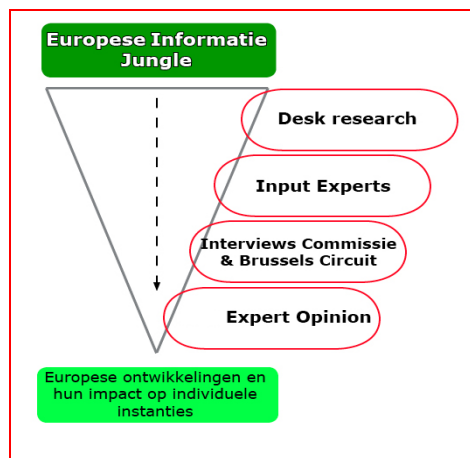 Europese Informatie
Jungle
Desk research
Input Experts
Interviews Commissie
& Brussels Circuit
Expert Opinion
Europese ontwikkelingen en
hun impact op individuele
instanties